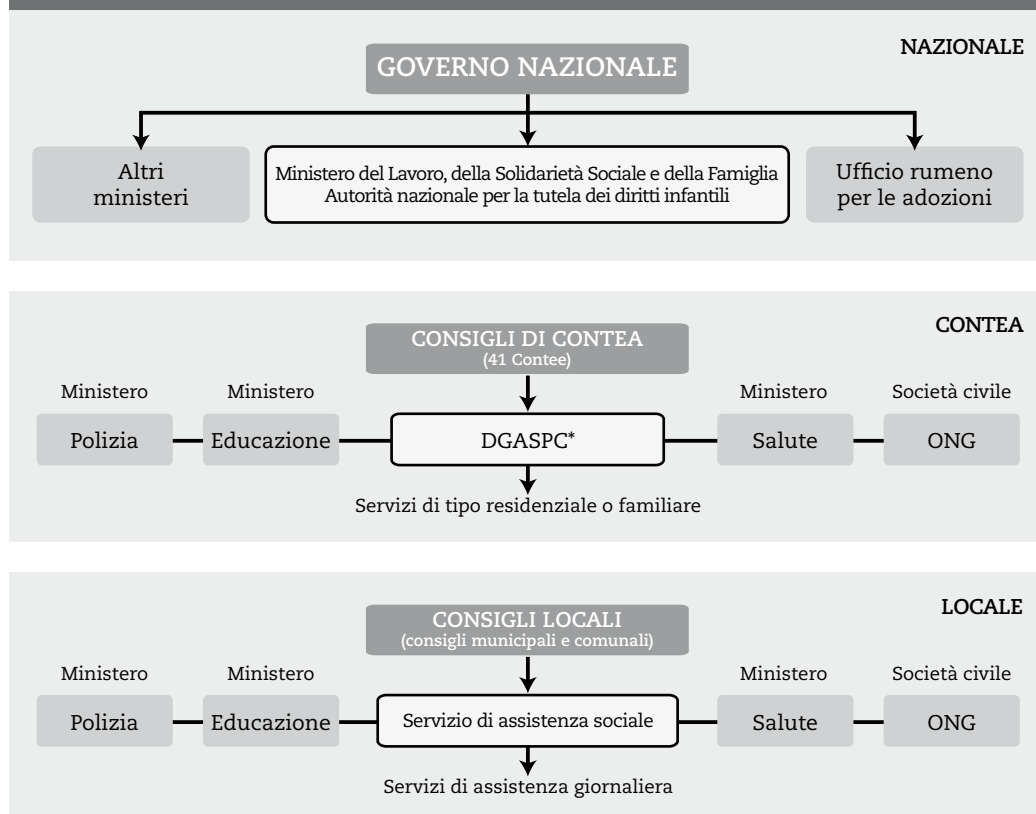 NAZIONALE
GOVERNO NAZIONALE
Altri
ministeri
Ministero del Lavoro, della Solidarietà Sociale e della Famiglia
Autorità nazionale per la tutela dei diritti infantili
Ufficio rumeno
per le adozioni
CONTEA
CONSIGLI DI CONTEA
(41 Contee)
Ministero
Ministero
Ministero
Società civile
Polizia
Educazione
DGASPC*
Salute
ONG
Servizi di tipo residenziale o familiare
LOCALE
CONSIGLI LOCALI
(consigli municipali e comunali)
Ministero
Ministero
Ministero
Società civile
Polizia
Educazione
Servizio di assistenza sociale
Salute
ONG
Servizi di assistenza giornaliera